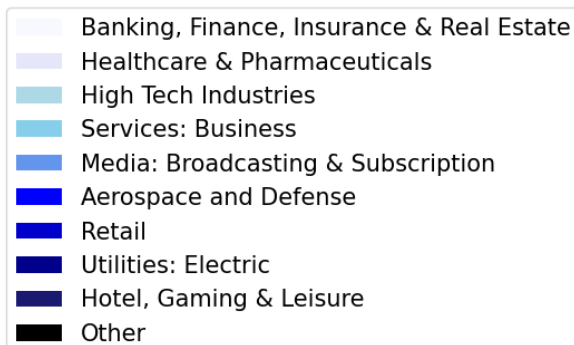 Banking, Finance, Insurance & Real Estate
Healthcare & Pharmaceuticals
High Tech Industries
Services: Business
Media: Broadcasting & Subscription
Aerospace and Defense
Retail
Utilities: Electric
Hotel, Gaming & Leisure
Other